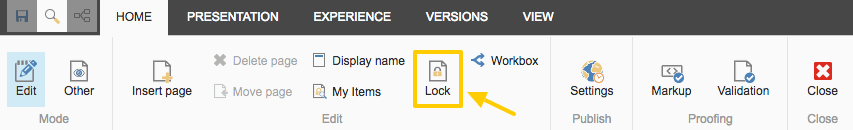 HOME PRESENTATION EXPERIENCE VERSIONS VIEW
Delete page Display name Workbox
Edit Other Insert page Move page My Items Lock Settings Markup Validation Close
Mode Edit Publish Proofing Close